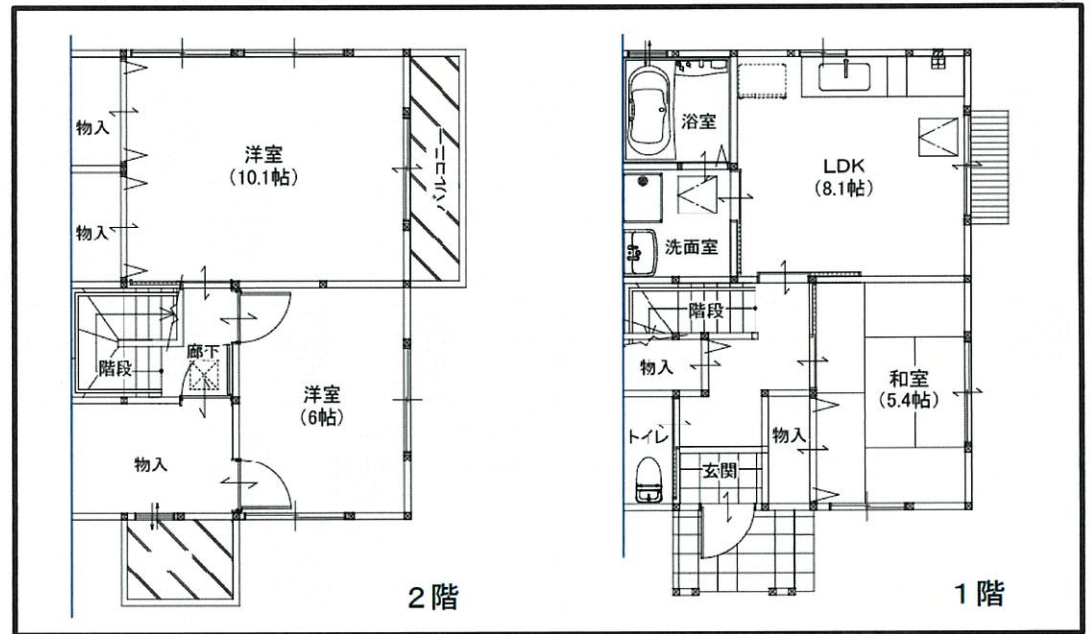 物入
洋室
(10.1帖)
バルコニー
物入
階段
廊下
洋室
(6帖)
物入
2階
浴室
LDK
(8.1帖)
洗面室
階段
物入
和室
(5.4帖)
トイレ
物入
玄関
1階